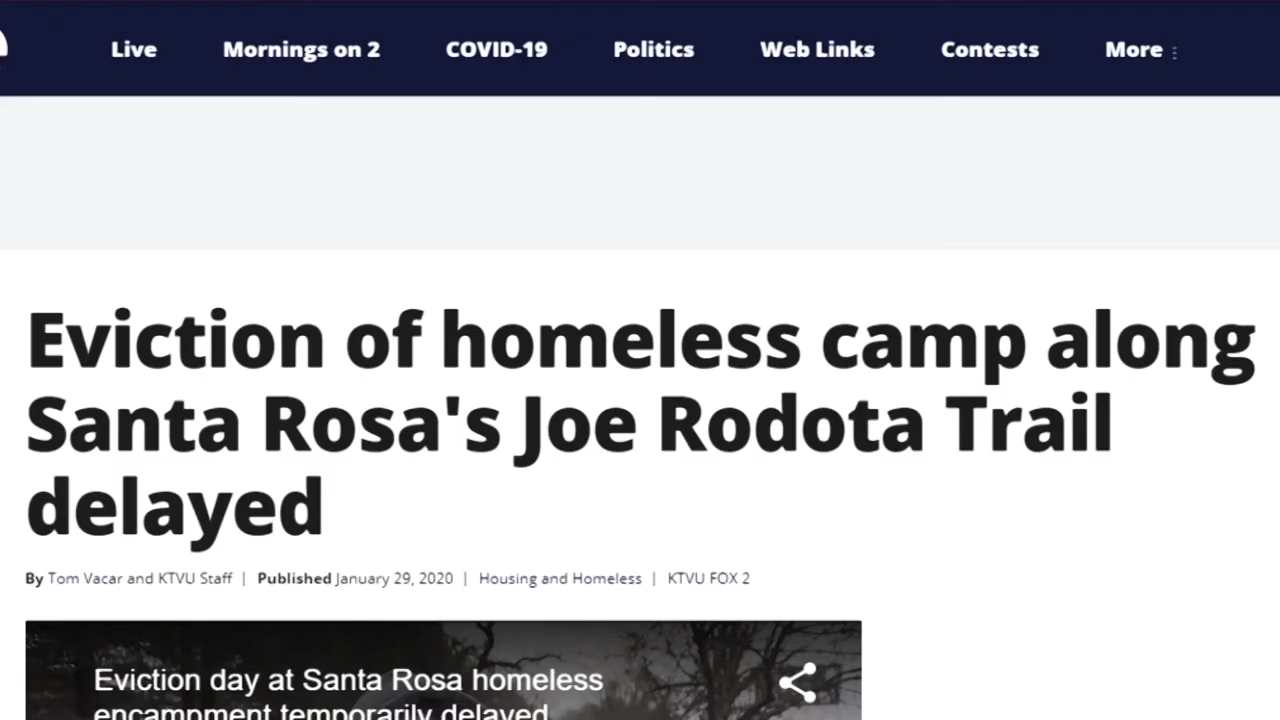 Live Mornings on 2 COVID-19 Politics Web Links Contests More
Eviction of homeless camp along
Santa Rosa's Joe Rodota Trail
delayed
By Tom Vacar and KTVU Staff | Published January 29, 2020 | Housing and Homeless | KTVU FOX 2
Eviction day at Santa Rosa homeless
encampment temporarily delayed